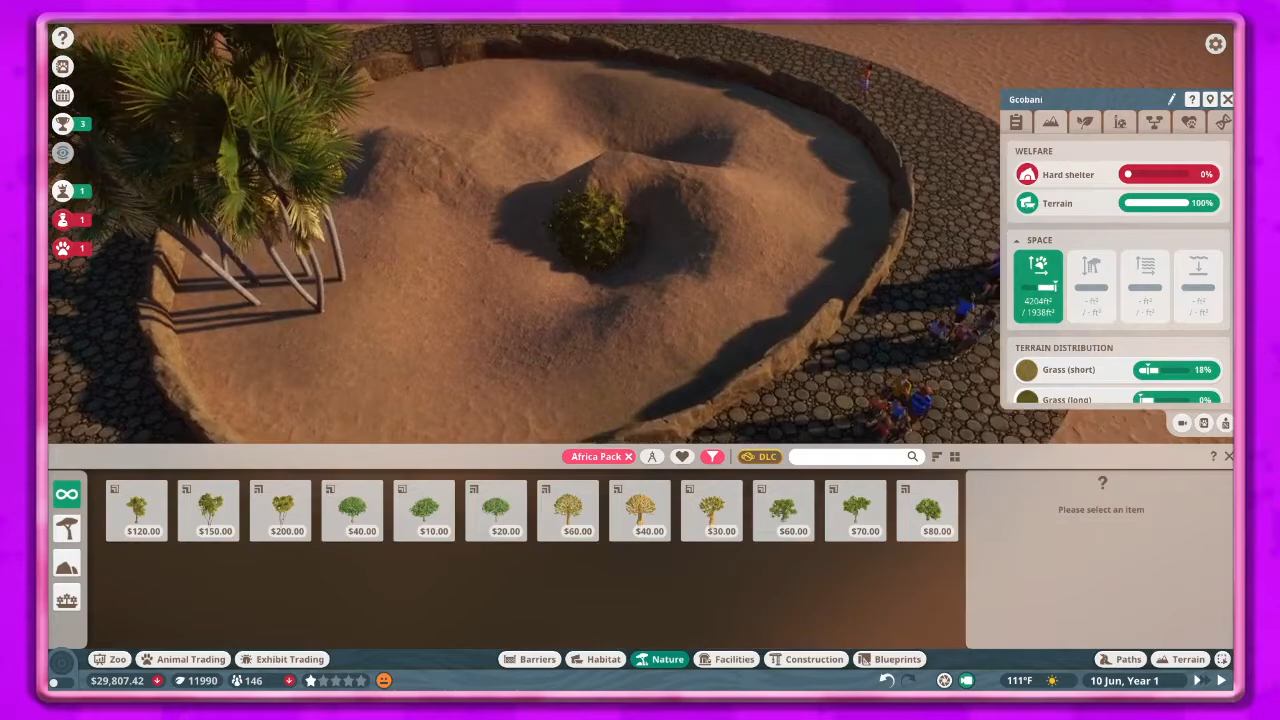 ?
3
1
1
1
Gcobani
?
WELFARE
Hard shelter 0%
Terrain 100%
SPACE
4204ft² - ft² - ft² - ft²
/ 1938ft² / - ft² / - ft² / - ft²
TERRAIN DISTRIBUTION
Grass (short) 18%
Grass (long) 0%
Africa Pack DLC ?
?
Please select an item
$120.00 $150.00 $200.00 $40.00 $10.00 $20.00 $60.00 $40.00 $30.00 $60.00 $70.00 $80.00
Zoo Animal Trading Exhibit Trading Barriers Habitat Nature Facilities Construction Blueprints Paths Terrain
$29,807.42 11990 146 111°F 10 Jun, Year 1